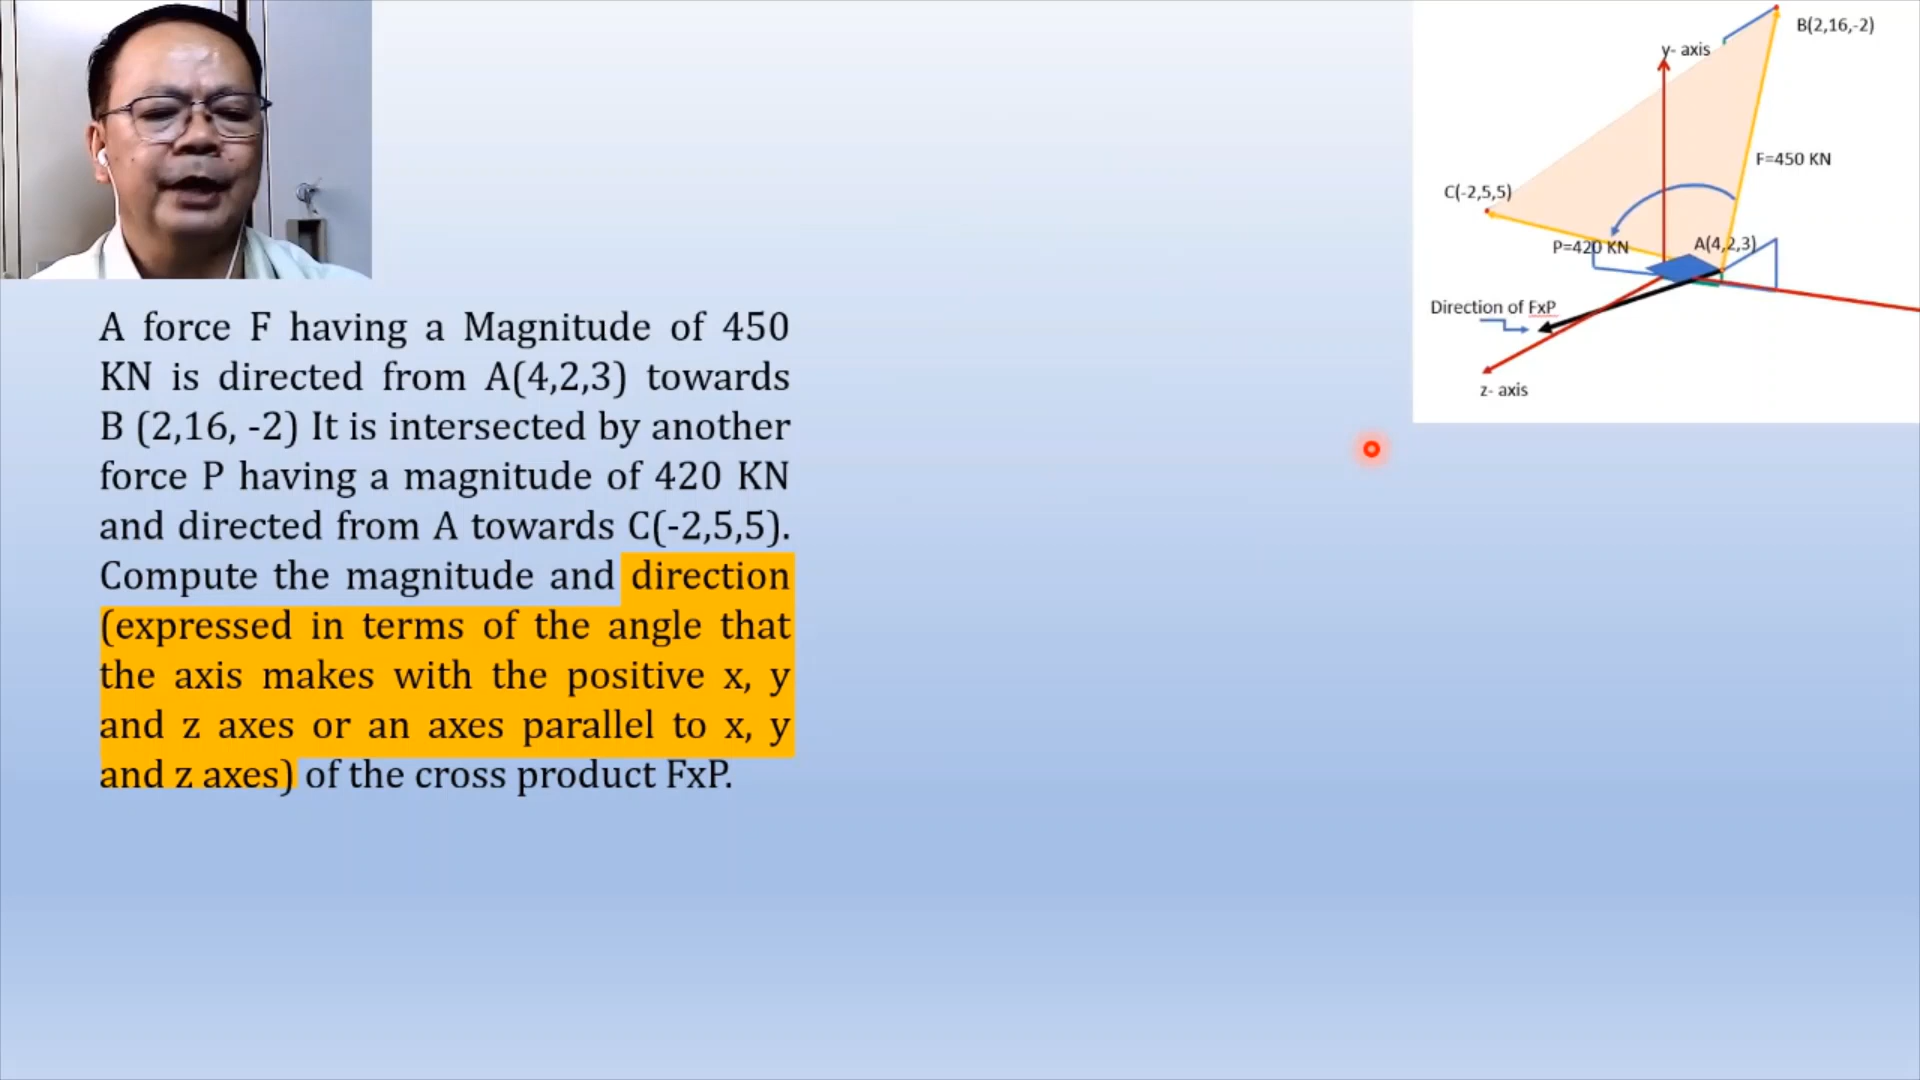 A force F having a Magnitude of 450
KN is directed from A(4,2,3) towards
B (2,16, -2) It is intersected by another
force P having a magnitude of 420 KN
and directed from A towards C(-2,5,5).
Compute the magnitude and direction
(expressed in terms of the angle that
the axis makes with the positive x, y
and z axes or an axes parallel to x, y
and z axes) of the cross product FxP.
B(2,16,-2)
y- axis
F=450 KN
C(-2,5,5)
P=420 KN
A(4,2,3)
Direction of FxP
z- axis